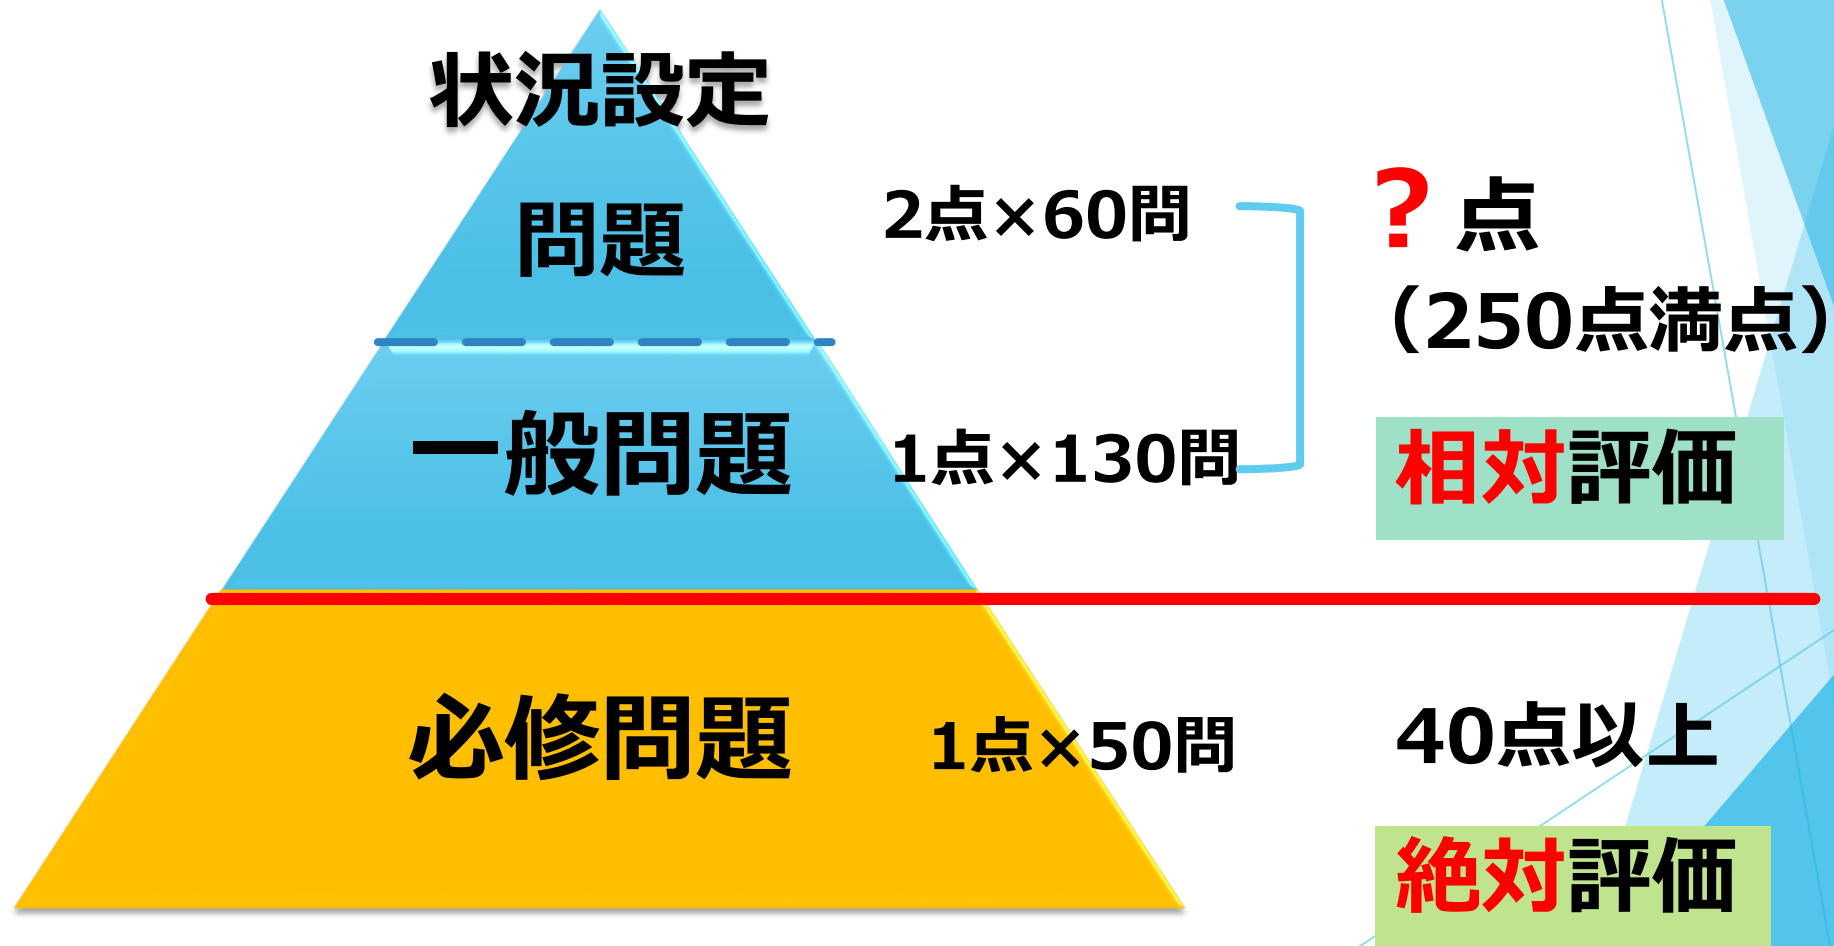 状況設定
問題
2点×60問
?点
（250点満点）
一般問題
1点×130問
相対評価
必修問題
1点×50問
40点以上
絶対評価